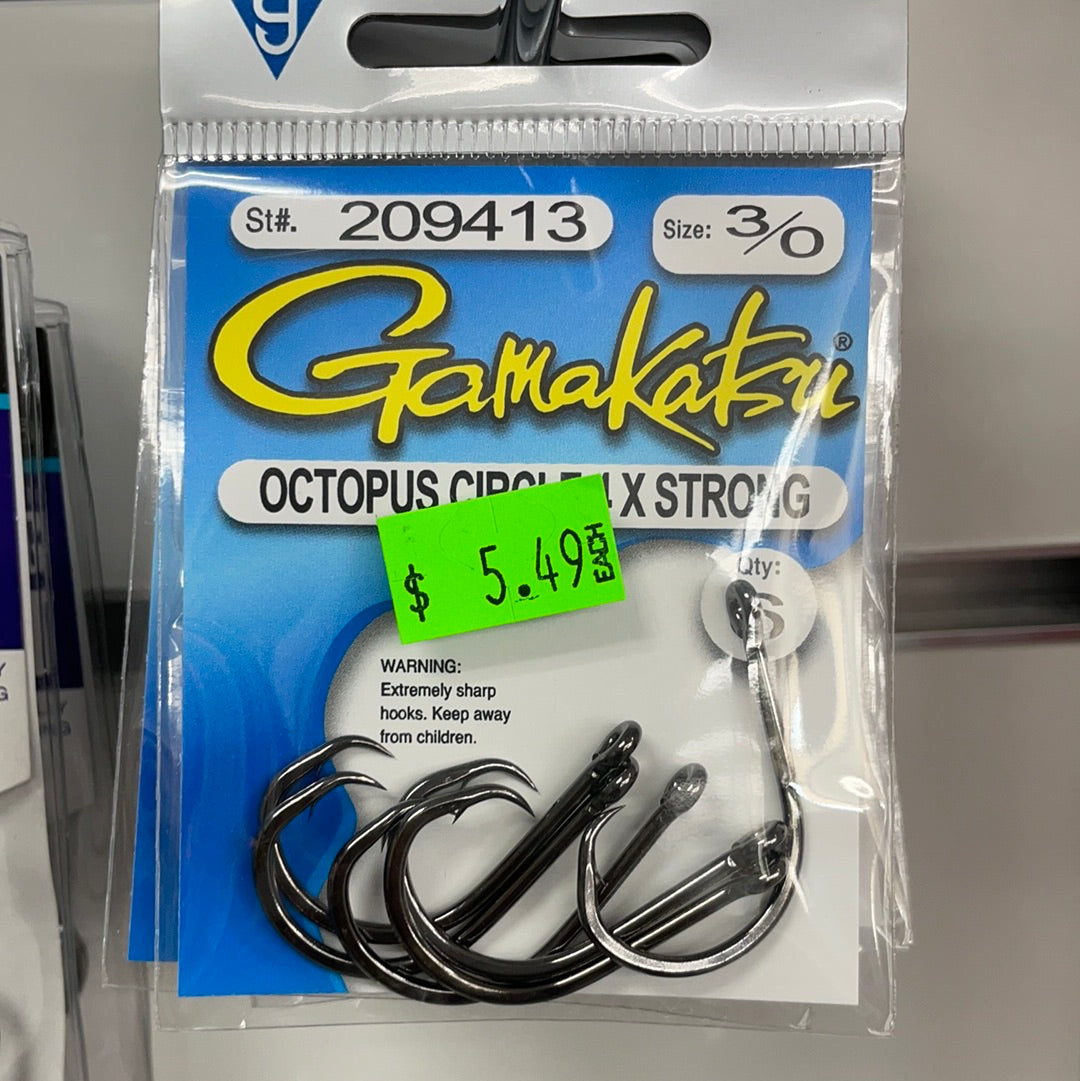 g
St#. 209413
Size: 3/0
Gamakatsu®
OCTOPUS CIRCLE 4 X STRONG
$ 5.49 EACH
Qty:
WARNING:
Extremely sharp
hooks. Keep away
from children.